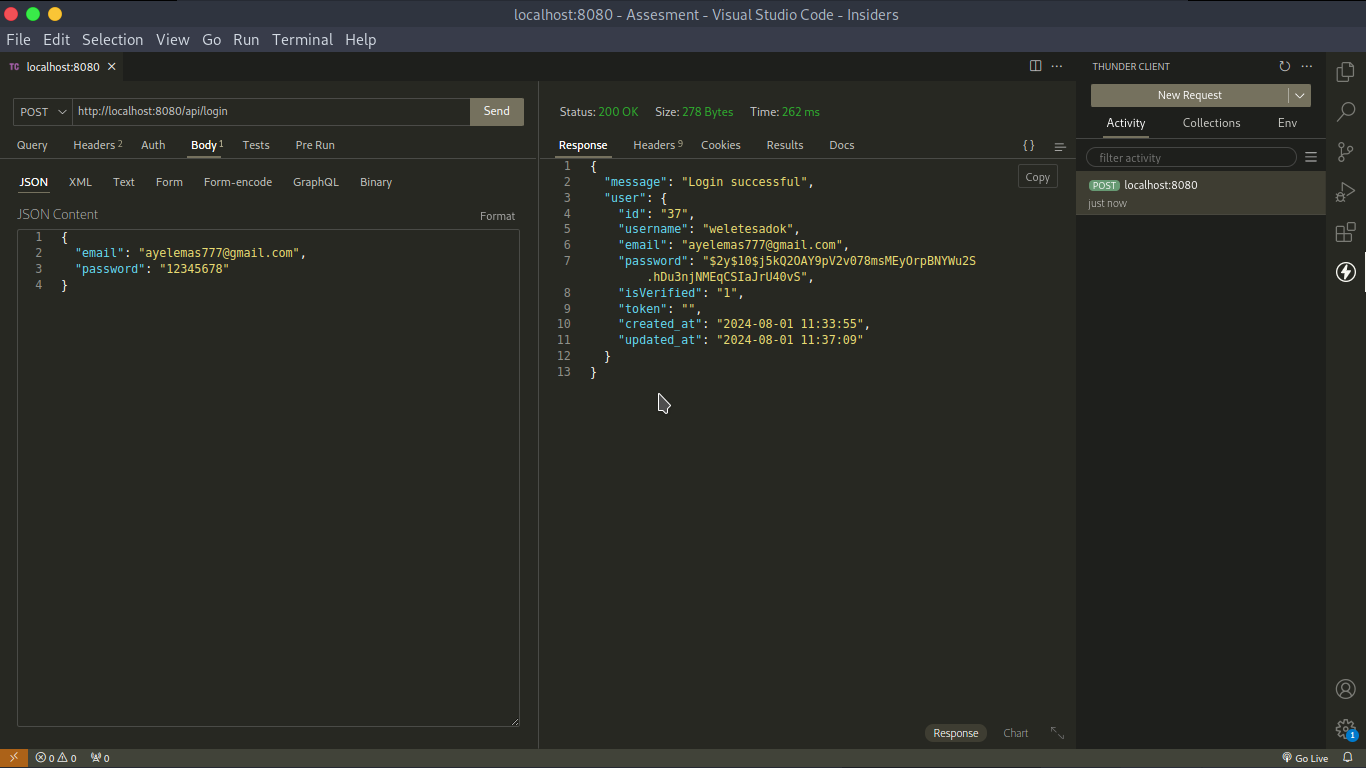 localhost:8080 - Assesment - Visual Studio Code - Insiders
File Edit Selection View Go Run Terminal Help
TC localhost:8080
THUNDER CLIENT
POST http://localhost:8080/api/login Send
Status: 200 OK Size: 278 Bytes Time: 262 ms
New Request
Query Headers 2 Auth Body 1 Tests Pre Run
Response Headers 9 Cookies Results Docs {}
Activity Collections Env
filter activity
JSON XML Text Form Form-encode GraphQL Binary
JSON Content Format
1 {
2 "email": "ayelemas777@gmail.com",
3 "password": "12345678"
4 }
Copy
1 {
2 "message": "Login successful",
3 "user": {
4 "id": "37",
5 "username": "weletesadok",
6 "email": "ayelemas777@gmail.com",
7 "password": "$2y$10$j5kQ2OAY9pV2v078msMEyOrpBNYWu2S
.hDu3njNMEqCSIaJrU40vS",
8 "isVerified": "1",
9 "token": "",
10 "created_at": "2024-08-01 11:33:55",
11 "updated_at": "2024-08-01 11:37:09"
12 }
13 }
POST localhost:8080
just now
Response Chart
1
0 0 0
Go Live